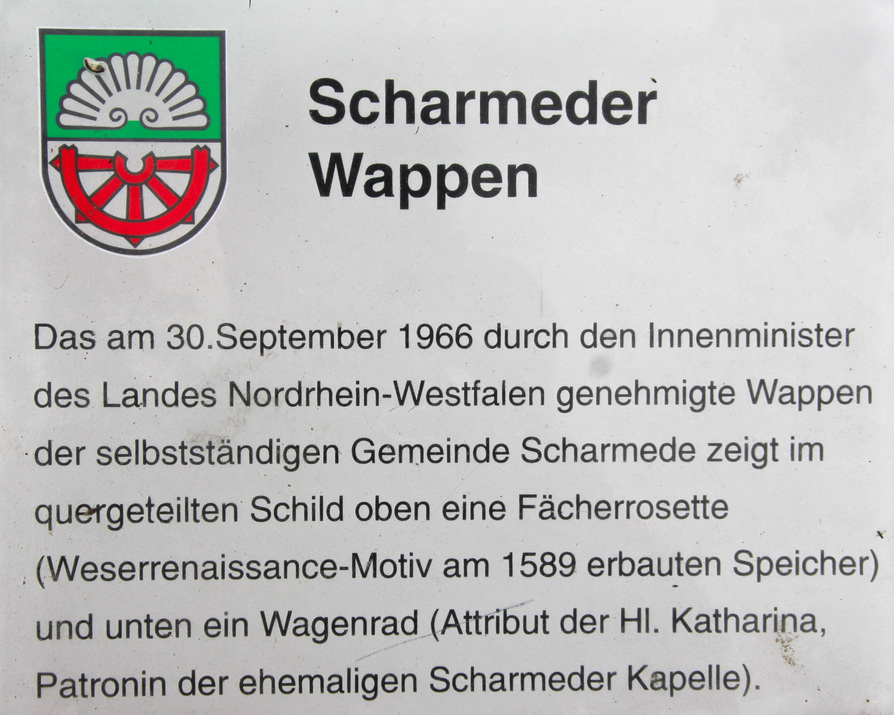 Scharmeder
Wappen
Das am 30.September 1966 durch den Innenminister
des Landes Nordrhein-Westfalen genehmigte Wappen
der selbstständigen Gemeinde Scharmede zeigt im
quergeteilten Schild oben eine Fächerrosette
(Weserrenaissance-Motiv am 1589 erbauten Speicher)
und unten ein Wagenrad (Attribut der Hl. Katharina,
Patronin der ehemaligen Scharmeder Kapelle).